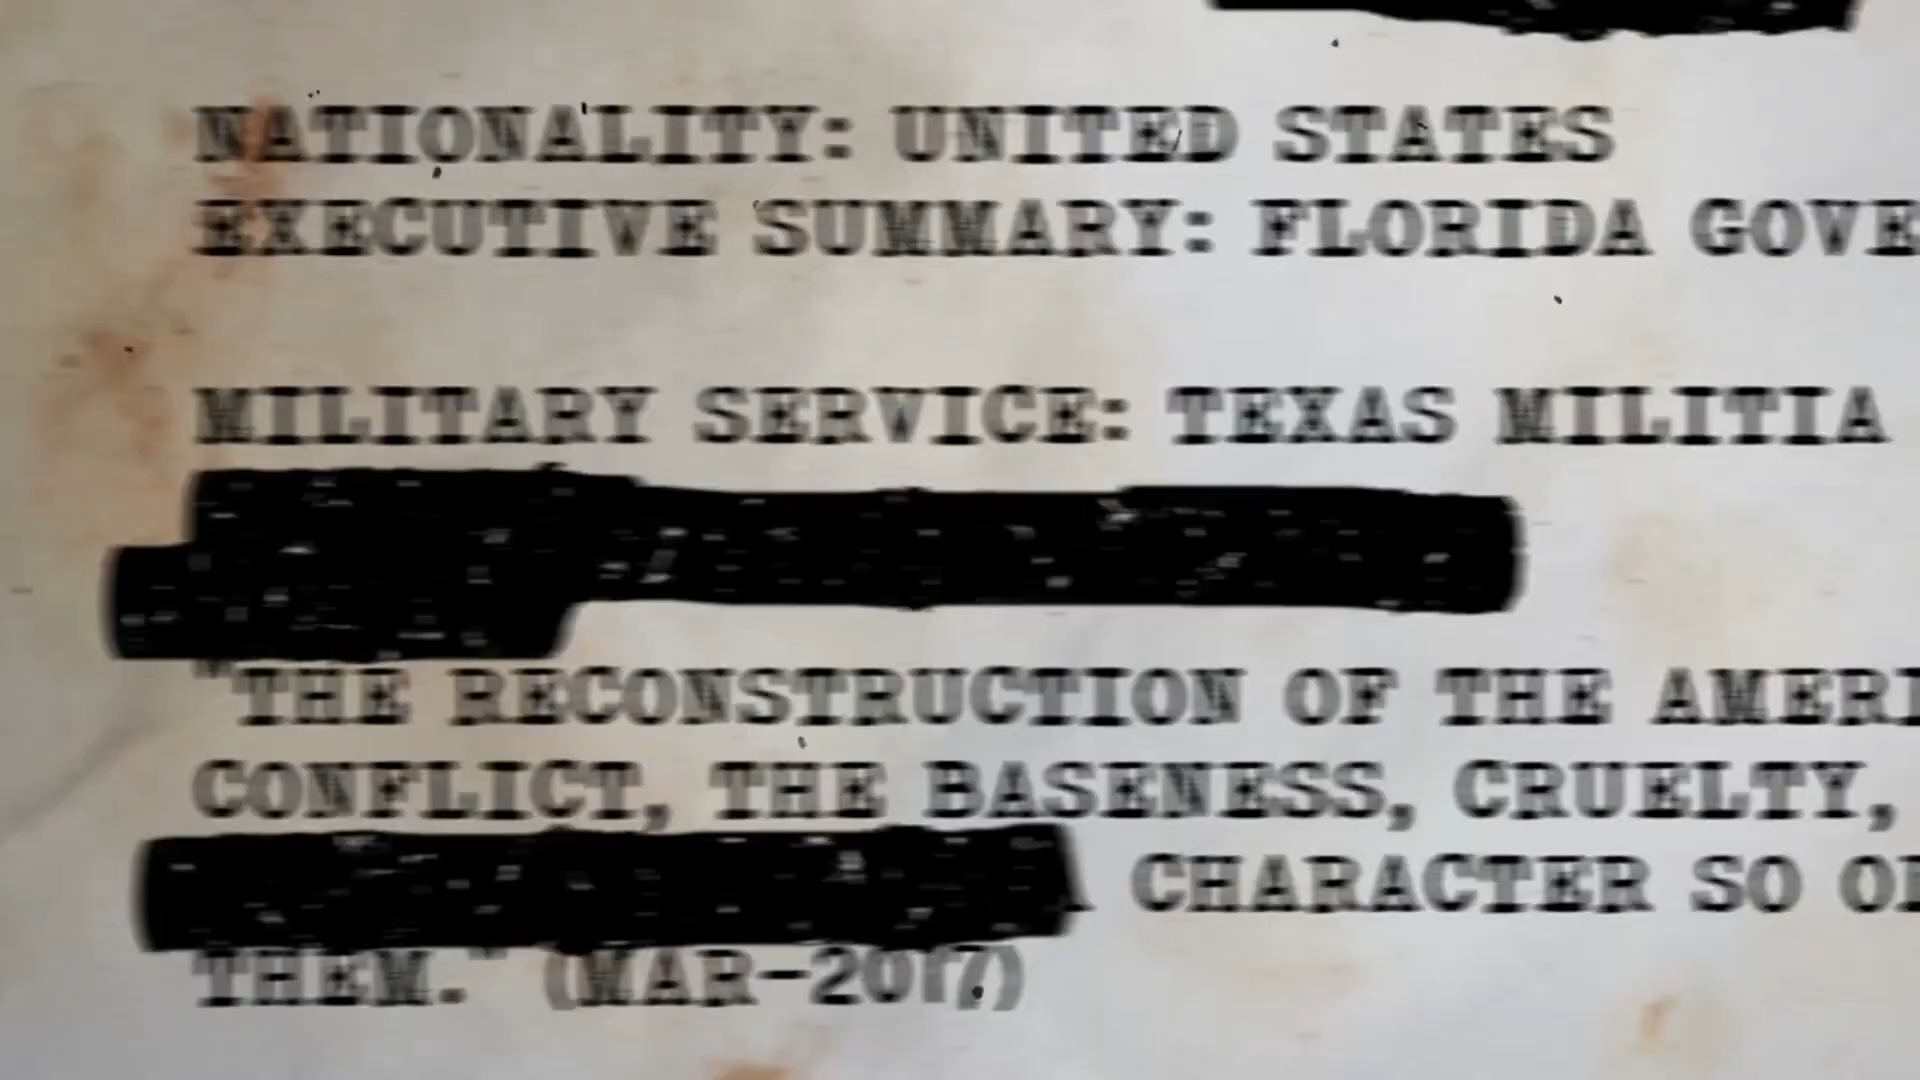 NATIONALITY: UNITED STATES
EXECUTIVE SUMMARY: FLORIDA GOVE
MILITARY SERVICE: TEXAS MILITIA
"THE RECONSTRUCTION OF THE AMERI
CONFLICT, THE BASENESS, CRUELTY,
CHARACTER SO
THEM." (MAR-2017)